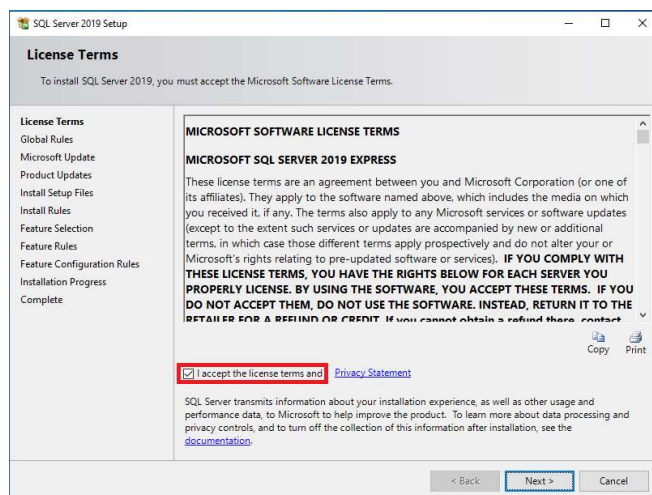 SQL Server 2019 Setup
License Terms
To install SQL Server 2019, you must accept the Microsoft Software License Terms.
License Terms
Global Rules
Microsoft Update
Product Updates
Install Setup Files
Install Rules
Feature Selection
Feature Rules
Feature Configuration Rules
Installation Progress
Complete
MICROSOFT SOFTWARE LICENSE TERMS
MICROSOFT SQL SERVER 2019 EXPRESS
These license terms are an agreement between you and Microsoft Corporation (or one of
its affiliates). They apply to the software named above, which includes the media on which
you received it, if any. The terms also apply to any Microsoft services or software updates
(except to the extent such services or updates are accompanied by new or additional
terms, in which case those different terms apply prospectively and do not alter your or
Microsoft's rights relating to pre-updated software or services). IF YOU COMPLY WITH
THESE LICENSE TERMS, YOU HAVE THE RIGHTS BELOW FOR EACH SERVER YOU
PROPERLY LICENSE. BY USING THE SOFTWARE, YOU ACCEPT THESE TERMS. IF YOU
DO NOT ACCEPT THEM, DO NOT USE THE SOFTWARE. INSTEAD, RETURN IT TO THE
RETAILER FOR A REFUND OR CREDIT. If you cannot obtain a refund there, contact
Copy Print
I accept the license terms and Privacy Statement
SQL Server transmits information about your installation experience, as well as other usage and
performance data, to Microsoft to help improve the product. To learn more about data processing and
privacy controls, and to turn off the collection of this information after installation, see the
documentation.
< Back Next > Cancel